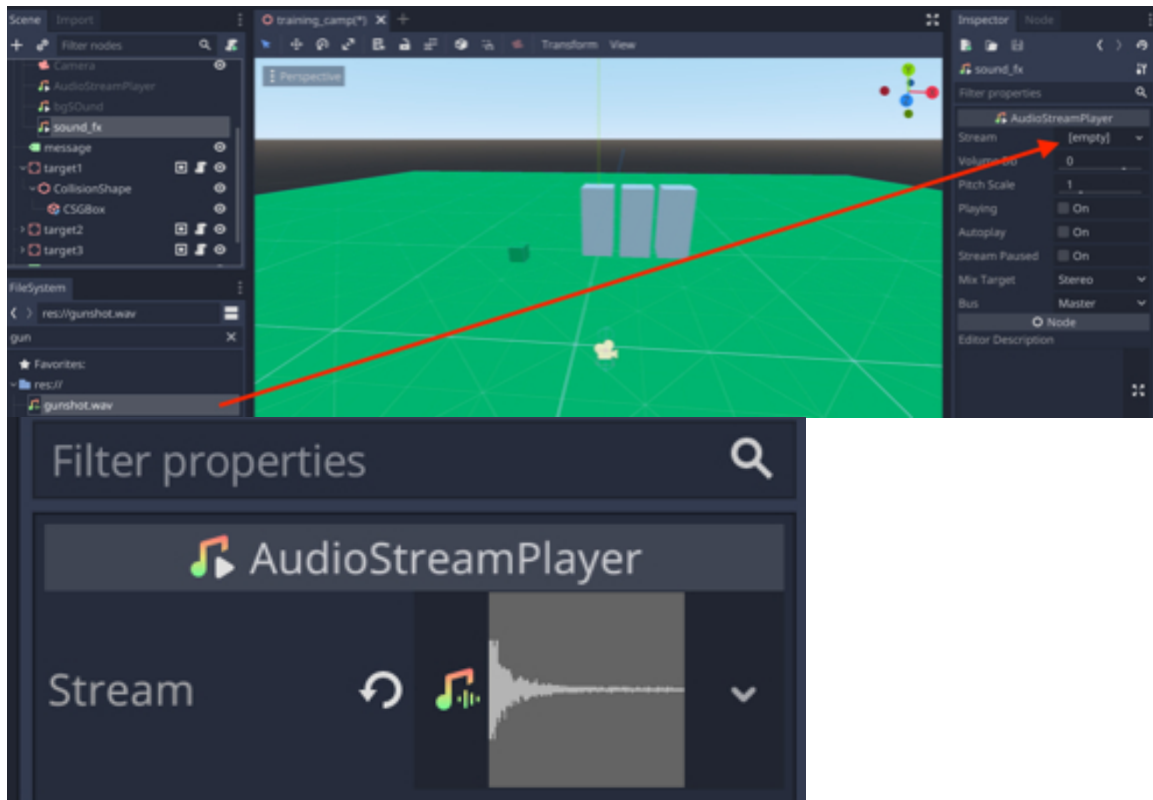 Scene Import
Filter nodes
Camera
AudioStreamPlayer
bgSOund
sound_fx
message
target1
CollisionShape
CSGBox
target2
target3
FileSystem
res://gunshot.wav
gun
Favorites:
res://
gunshot.wav
training_camp(*)
Transform View
Perspective
Y
Inspector Node
sound_fx
Filter properties
AudioStreamPlayer
Stream [empty]
Volume Db 0
Pitch Scale 1
Playing On
Autoplay On
Stream Paused On
Mix Target Stereo
Bus Master
Node
Editor Description
Filter properties
AudioStreamPlayer
Stream